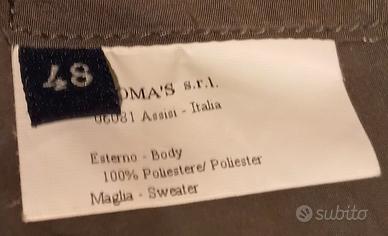 48
OMA'S s.r.l.
06081 Assisi - Italia
Esterno - Body
100% Poliestere/ Poliester
Maglia - Sweater
subito